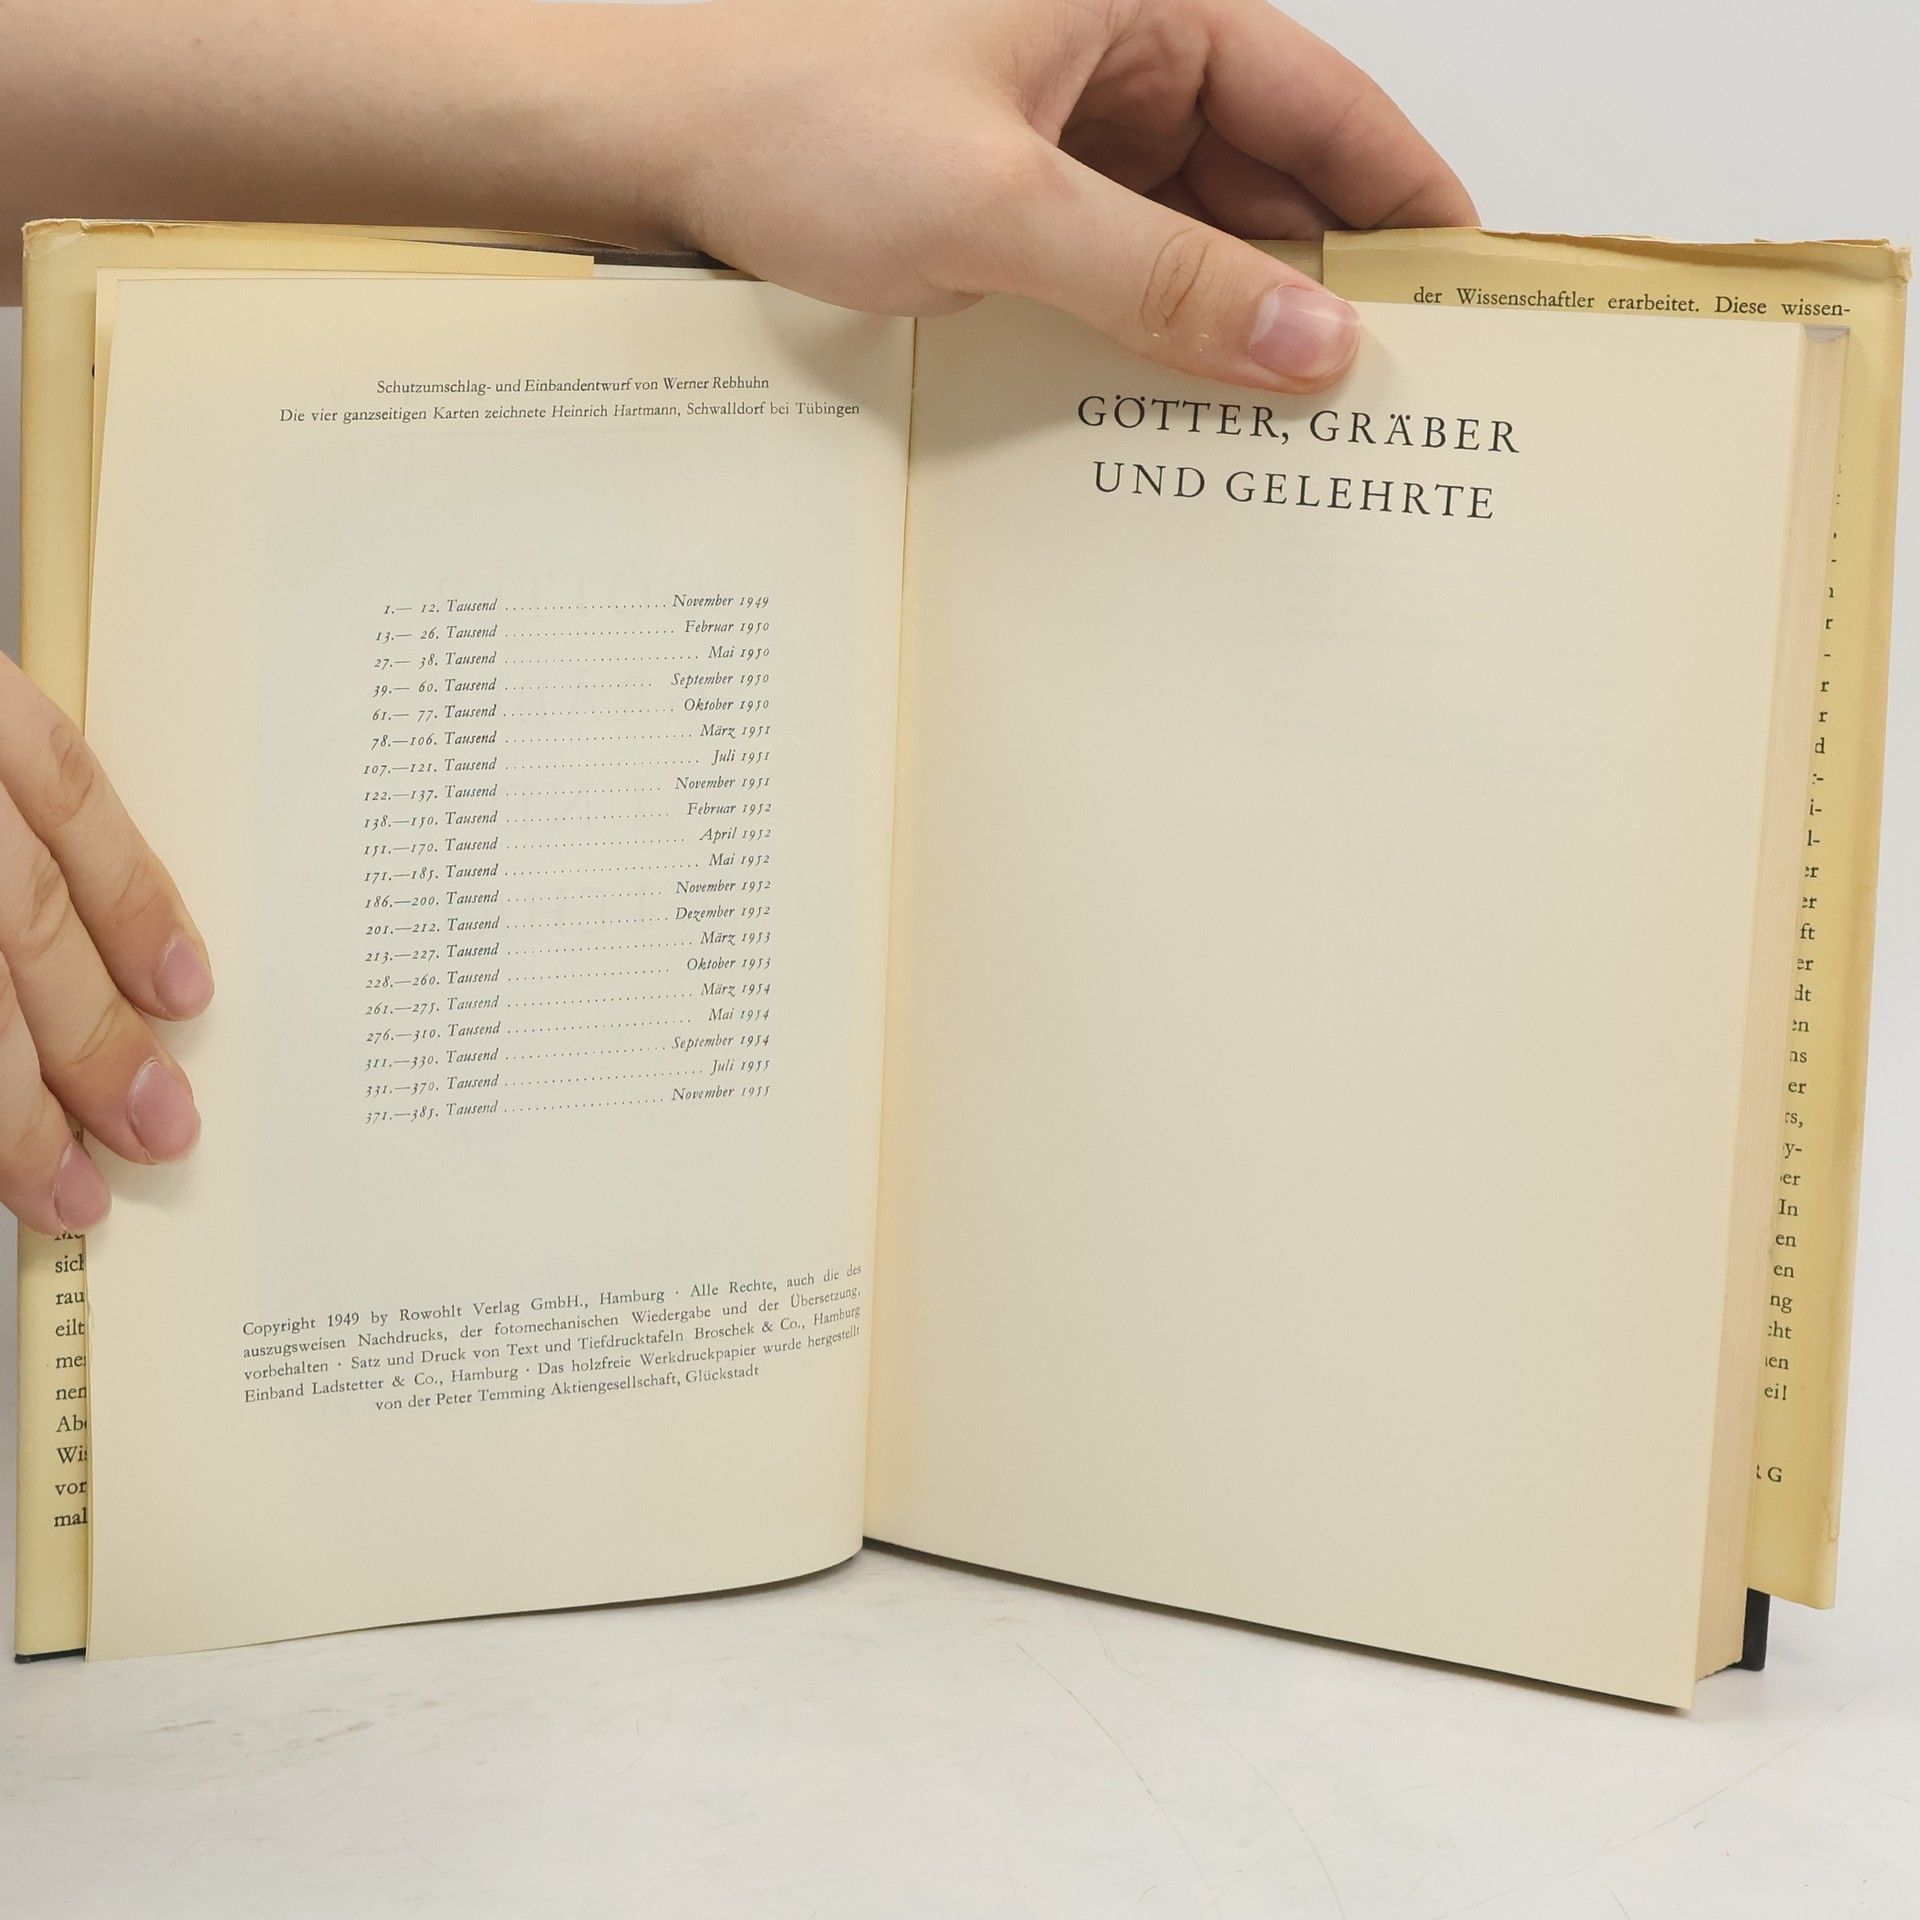 Schutzumschlag- und Einbandentwurf von Werner Rebhuhn
Die vier ganzseitigen Karten zeichnete Heinrich Hartmann, Schwalldorf bei Tübingen
1.— 12. Tausend ...................... November 1949
13.— 26. Tausend ...................... Februar 1950
27.— 38. Tausend ...................... Mai 1950
39.— 60. Tausend ...................... September 1950
61.— 77. Tausend ...................... Oktober 1950
78.—106. Tausend ...................... März 1951
107.—121. Tausend ...................... Juli 1951
122.—137. Tausend ...................... November 1951
138.—150. Tausend ...................... Februar 1952
151.—170. Tausend ...................... April 1952
171.—185. Tausend ...................... Mai 1952
186.—200. Tausend ...................... November 1952
201.—212. Tausend ...................... Dezember 1952
213.—227. Tausend ...................... März 1953
228.—260. Tausend ...................... Oktober 1953
261.—275. Tausend ...................... März 1954
276.—310. Tausend ...................... Mai 1954
311.—330. Tausend ...................... September 1954
331.—370. Tausend ...................... Juli 1955
371.—385. Tausend ...................... November 1955
Copyright 1949 by Rowohlt Verlag GmbH., Hamburg · Alle Rechte, auch die des
auszugsweisen Nachdrucks, der fotomechanischen Wiedergabe und der Übersetzung,
vorbehalten · Satz und Druck von Text und Tiefdrucktafeln Broschek & Co., Hamburg
Einband Ladstetter & Co., Hamburg · Das holzfreie Werkdruckpapier wurde hergestellt
von der Peter Temming Aktiengesellschaft, Glückstadt
GÖTTER, GRÄBER
UND GELEHRTE
der Wissenschaftler erarbeitet. Diese wissen-